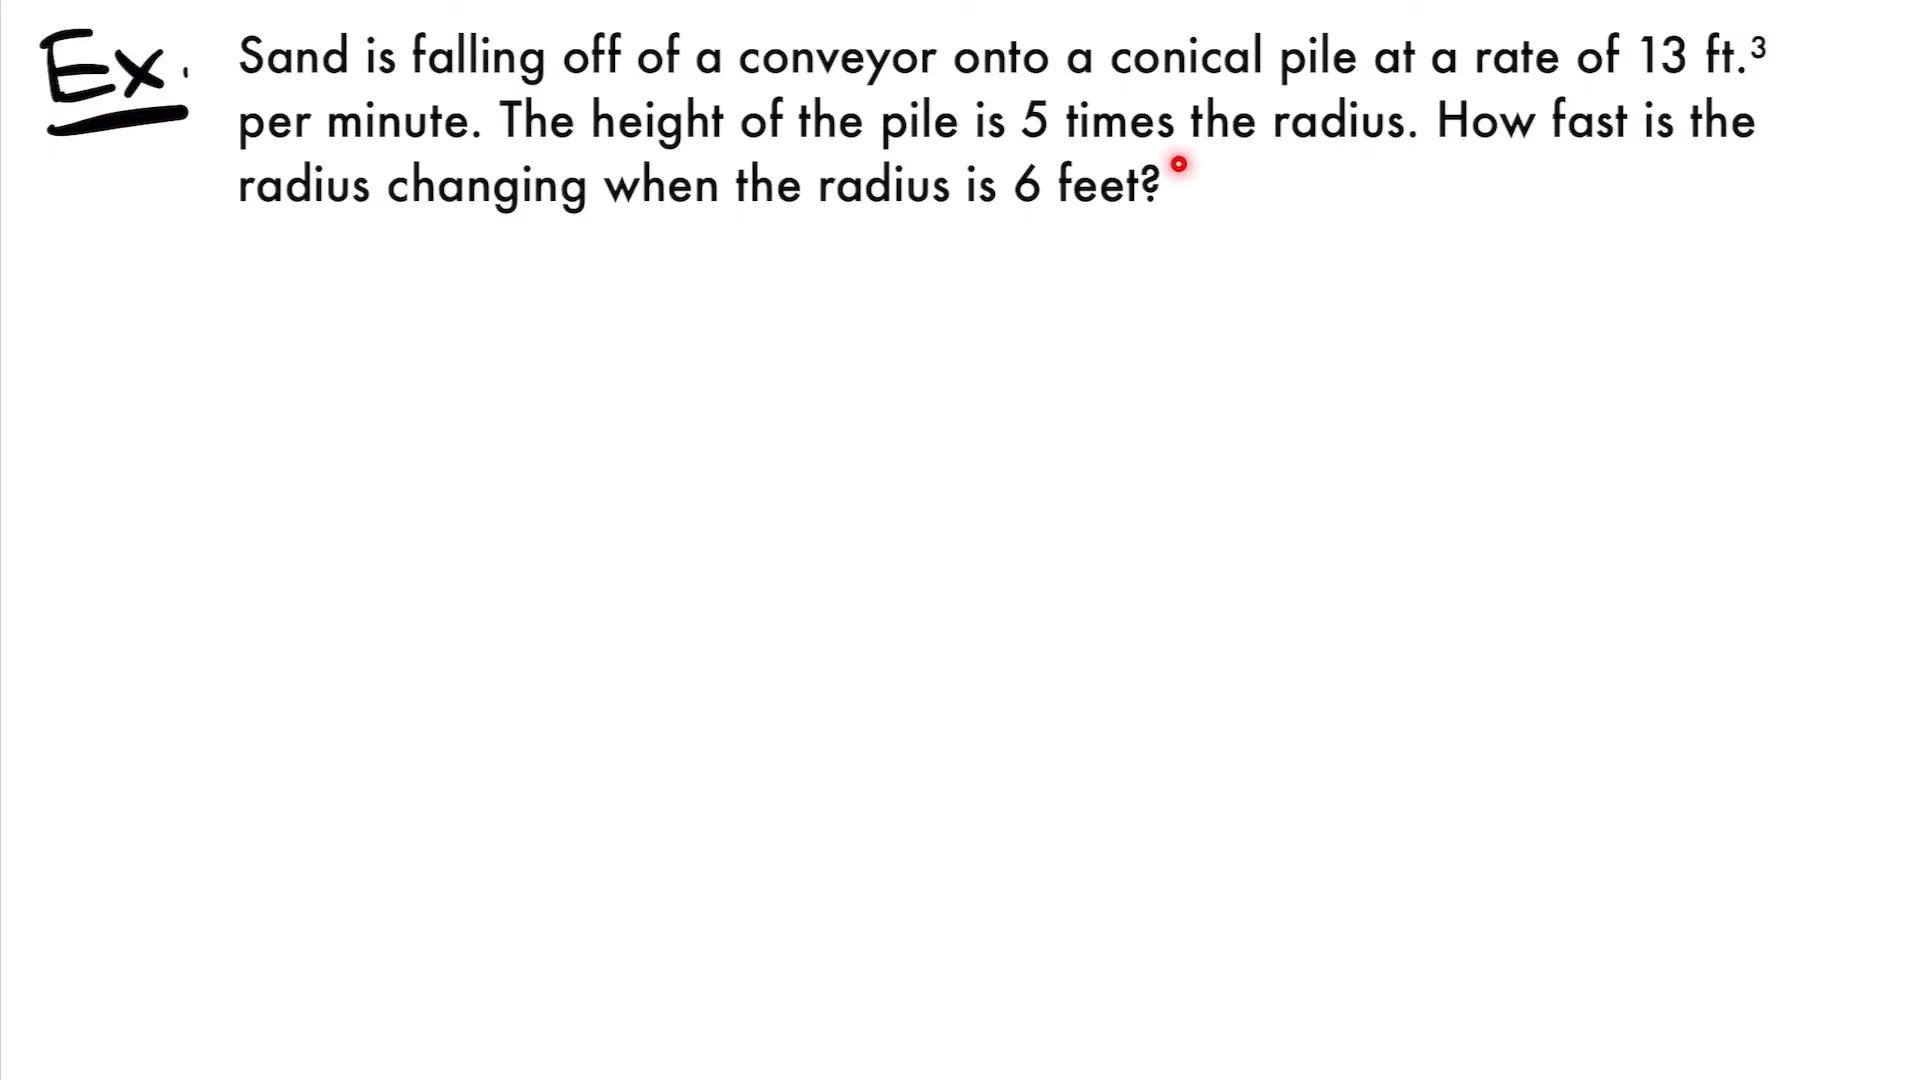 Ex. Sand is falling off of a conveyor onto a conical pile at a rate of 13 ft.³
per minute. The height of the pile is 5 times the radius. How fast is the
radius changing when the radius is 6 feet?